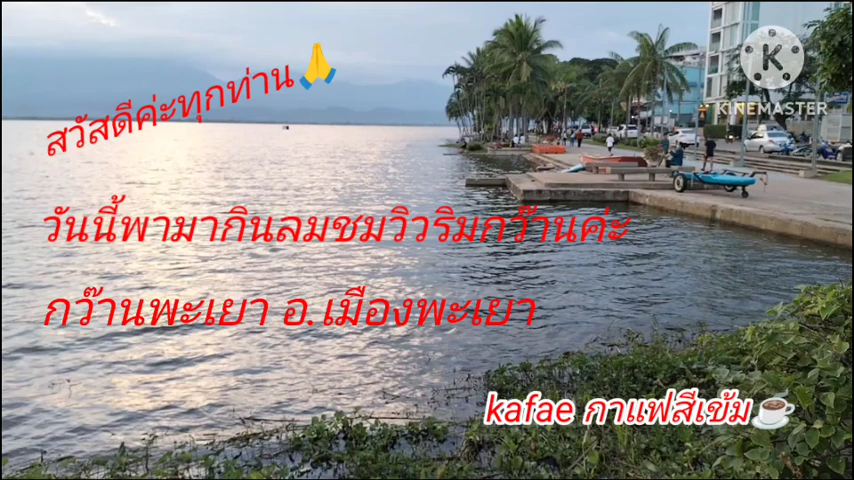 สวัสดีค่ะทุกท่าน🙏
KINEMASTER
วันนี้พามากินลมชมวิวริมกว๊านค่ะ
กว๊านพะเยา อ.เมืองพะเยา
kafae กาแฟสีเข้ม☕